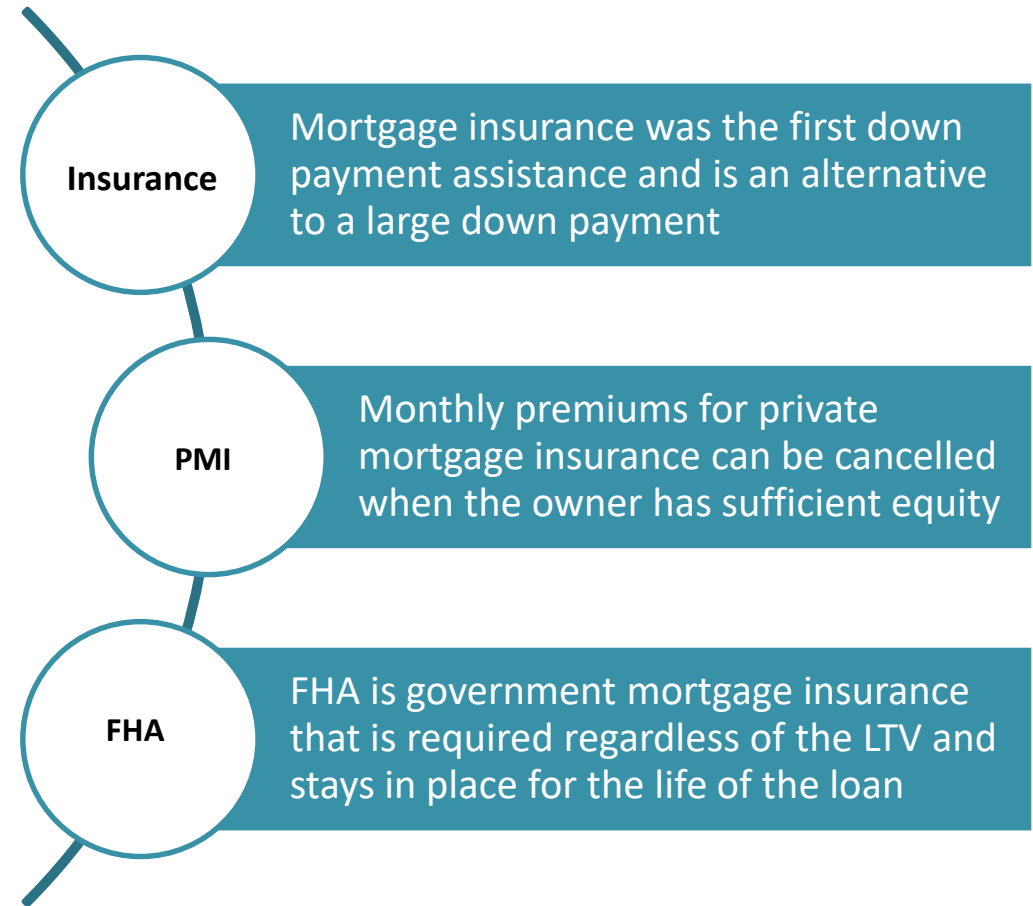 Insurance
Mortgage insurance was the first down
payment assistance and is an alternative
to a large down payment
PMI
Monthly premiums for private
mortgage insurance can be cancelled
when the owner has sufficient equity
FHA
FHA is government mortgage insurance
that is required regardless of the LTV and
stays in place for the life of the loan